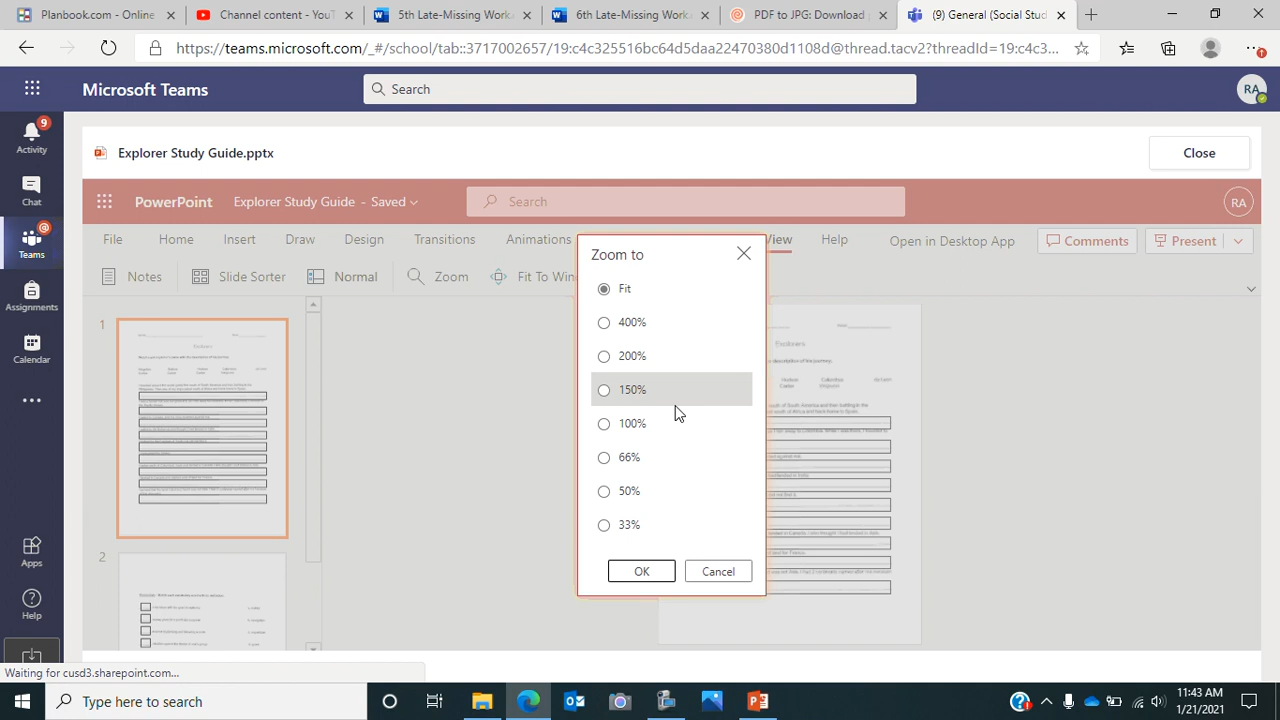 Planbook.com - Online
Channel content - YouT
5th Late-Missing Work
6th Late-Missing Work
PDF to JPG: Download p
(9) General (Social Stud
https://teams.microsoft.com/_#/school/tab::3717002657/19:c4c325516bc64d5daa22470380d1108d@thread.tacv2?threadId=19:c4c3...
Microsoft Teams
Search
RA
Activity
9
Chat
Teams
@
Assignments
Calendar
Apps
Help
Explorer Study Guide.pptx
Close
PowerPoint
Explorer Study Guide - Saved
Search
RA
File
Home
Insert
Draw
Design
Transitions
Animations
View
Help
Open in Desktop App
Comments
Present
Notes
Slide Sorter
Normal
Zoom
Fit To Win
Zoom to
Fit
400%
200%
150%
100%
66%
50%
33%
OK
Cancel
1
Explorers
2
Explorers
Waiting for cusd3.sharepoint.com...
Type here to search
11:43 AM
1/21/2021